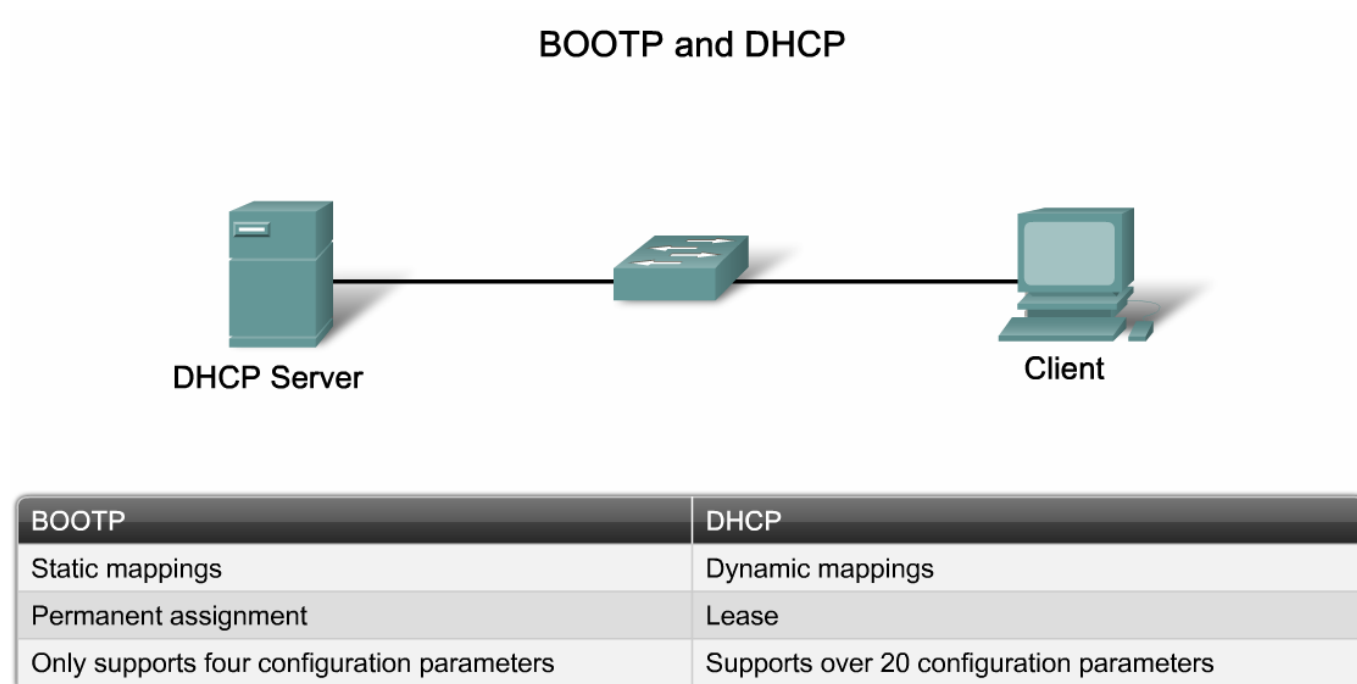 BOOTP and DHCP
DHCP Server
Client
BOOTP DHCP
Static mappings Dynamic mappings
Permanent assignment Lease
Only supports four configuration parameters Supports over 20 configuration parameters